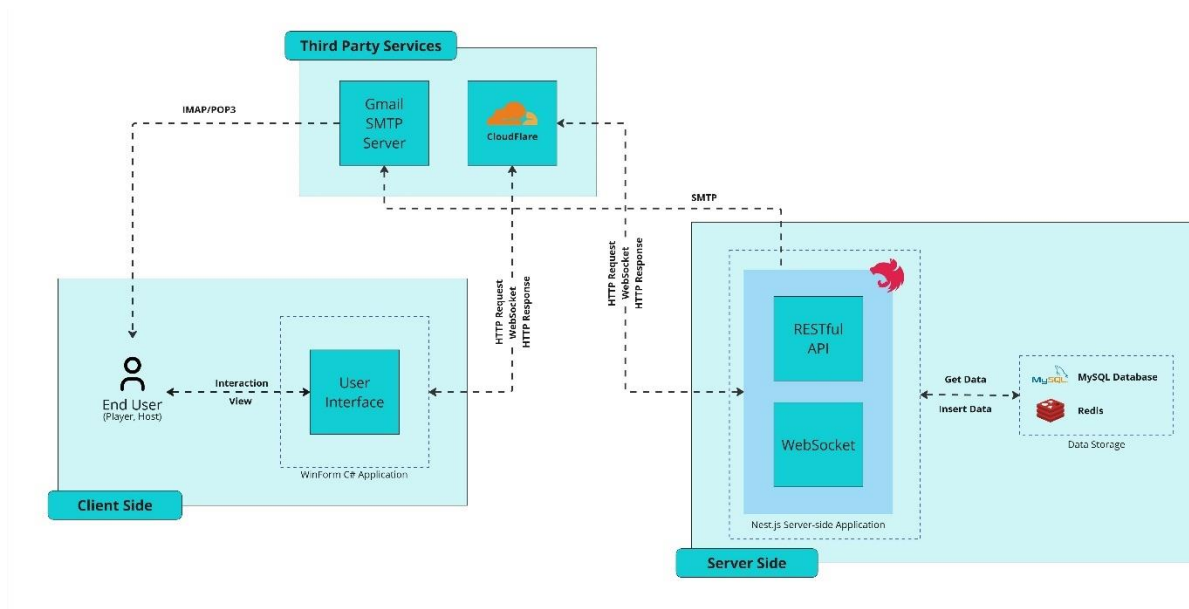 Third Party Services
Gmail
SMTP
Server
CloudFlare
IMAP/POP3
SMTP
HTTP Request
WebSocket
HTTP Response
HTTP Request
WebSocket
HTTP Response
End User
(Player, Host)
Interaction
View
User
Interface
WinForm C# Application
Client Side
RESTful
API
WebSocket
Nest.js Server-side Application
Get Data
Insert Data
MySQL
MySQL Database
Redis
Data Storage
Server Side